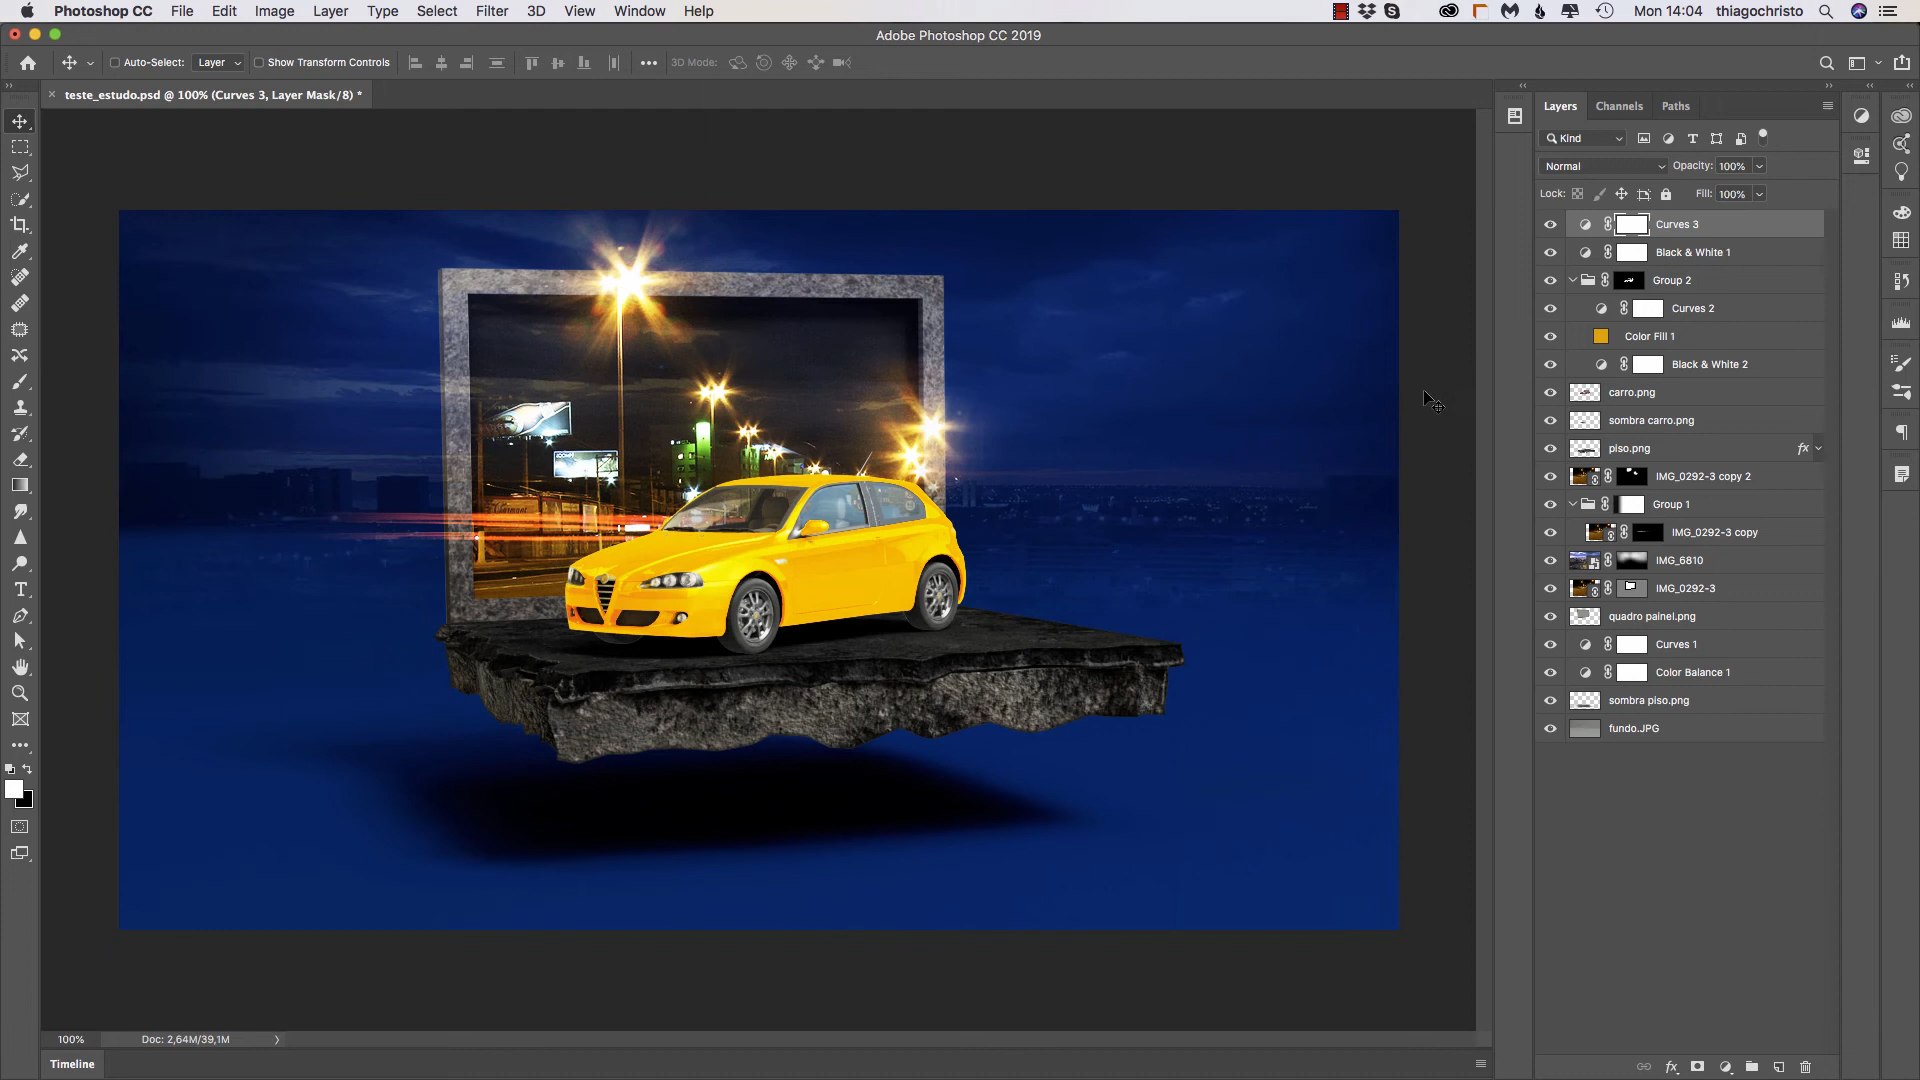 Photoshop CC File Edit Image Layer Type Select Filter 3D View Window Help Mon 14:04 thiagochristo
Adobe Photoshop CC 2019
Auto-Select: Layer Show Transform Controls 3D Mode:
teste_estudo.psd @ 100% (Curves 3, Layer Mask/8) *
Layers Channels Paths
Kind
Normal Opacity: 100%
Lock: Fill: 100%
Curves 3
Black & White 1
Group 2
Curves 2
Color Fill 1
Black & White 2
carro.png
sombra carro.png
piso.png fx
IMG_0292-3 copy 2
Group 1
IMG_0292-3 copy
IMG_6810
IMG_0292-3
quadro painel.png
Curves 1
Color Balance 1
sombra piso.png
fundo.JPG
100% Doc: 2,64M/39,1M
Timeline
fx